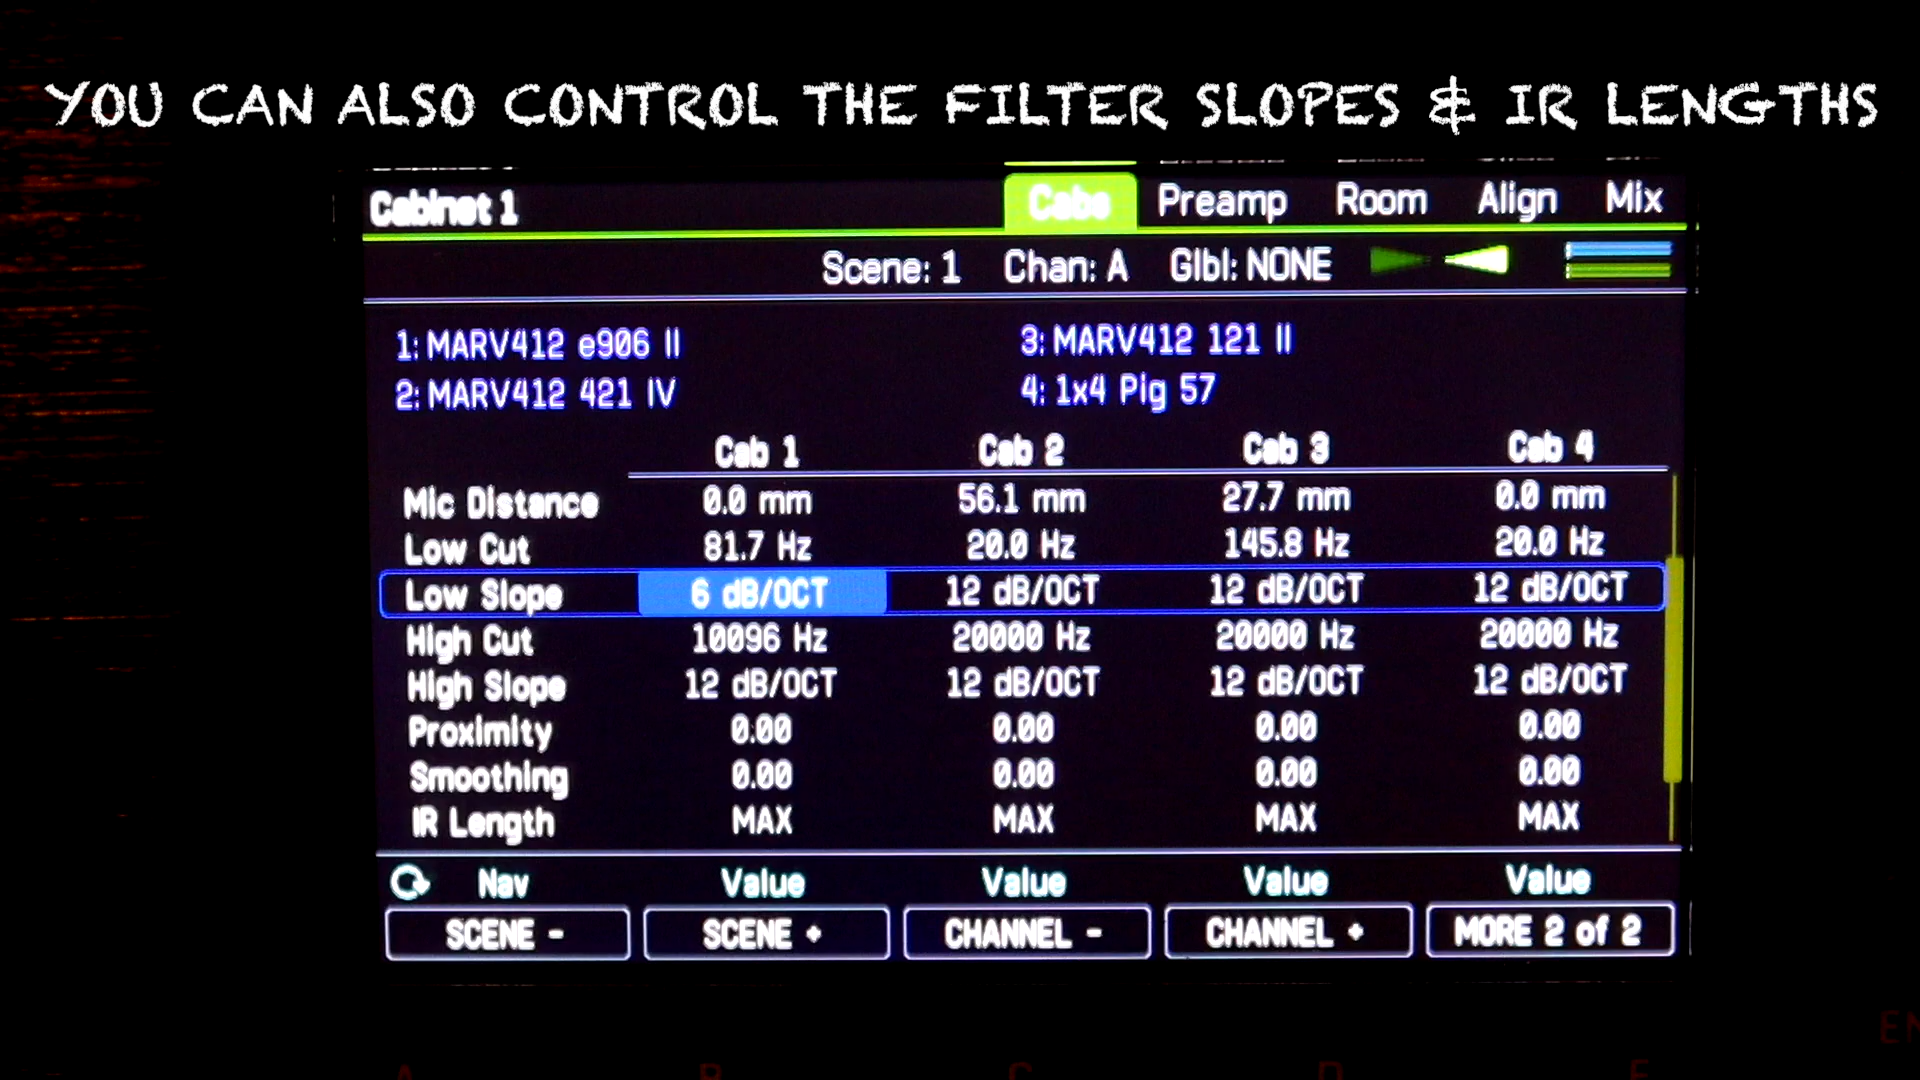 YOU CAN ALSO CONTROL THE FILTER SLOPES & IR LENGTHS
Cabinet 1 Cabs Preamp Room Align Mix
Scene: 1 Chan: A Glbl: NONE
1: MARV412 e906 II 3: MARV412 121 II
2: MARV412 421 IV 4: 1x4 Pig 57
Cab 1 Cab 2 Cab 3 Cab 4
Mic Distance 0.0 mm 56.1 mm 27.7 mm 0.0 mm
Low Cut 81.7 Hz 20.0 Hz 145.8 Hz 20.0 Hz
Low Slope 6 dB/OCT 12 dB/OCT 12 dB/OCT 12 dB/OCT
High Cut 10096 Hz 20000 Hz 20000 Hz 20000 Hz
High Slope 12 dB/OCT 12 dB/OCT 12 dB/OCT 12 dB/OCT
Proximity 0.00 0.00 0.00 0.00
Smoothing 0.00 0.00 0.00 0.00
IR Length MAX MAX MAX MAX
Nav Value Value Value Value
SCENE - SCENE + CHANNEL - CHANNEL + MORE 2 of 2